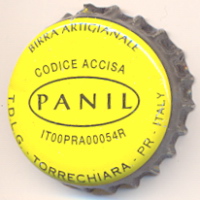 BIRRA ARTIGIANALE
CODICE ACCISA
PANIL
IT00PRA00054R
T.D.I. G. TORRECHIARA - PR - ITALY